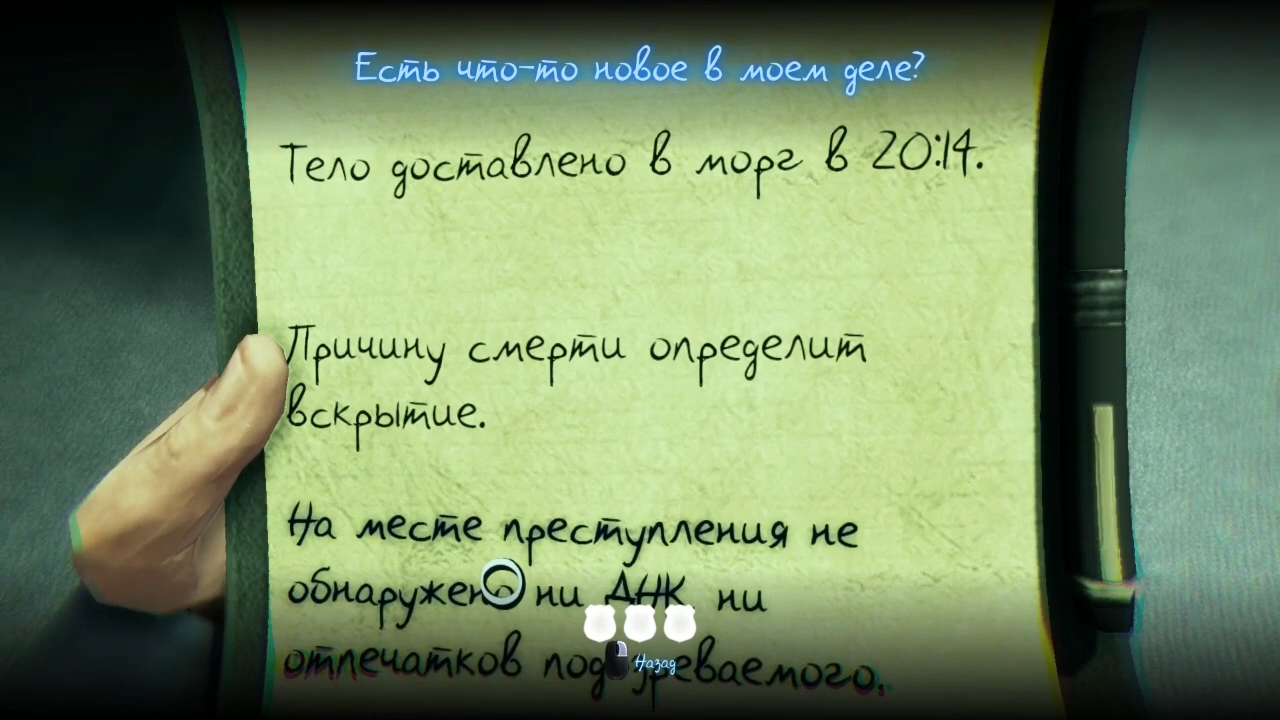 Есть что-то новое в моем деле?
Тело доставлено в морг в 20:14.
Причину смерти определит
вскрытие.
На месте преступления не
обнаружено ни ДНК, ни
отпечатков подозреваемого.
Назад